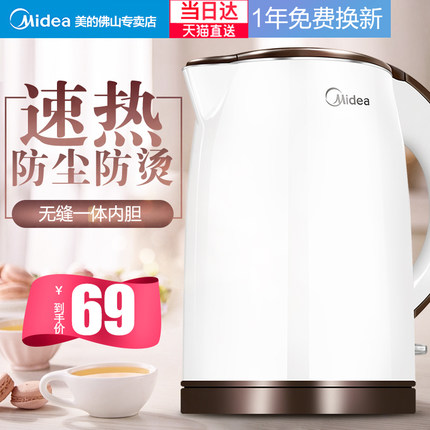 Midea 美的佛山专卖店
当日达
天猫直送
1年免费换新
Midea
速热
防尘防烫
无缝一体内胆
¥
到手价
69